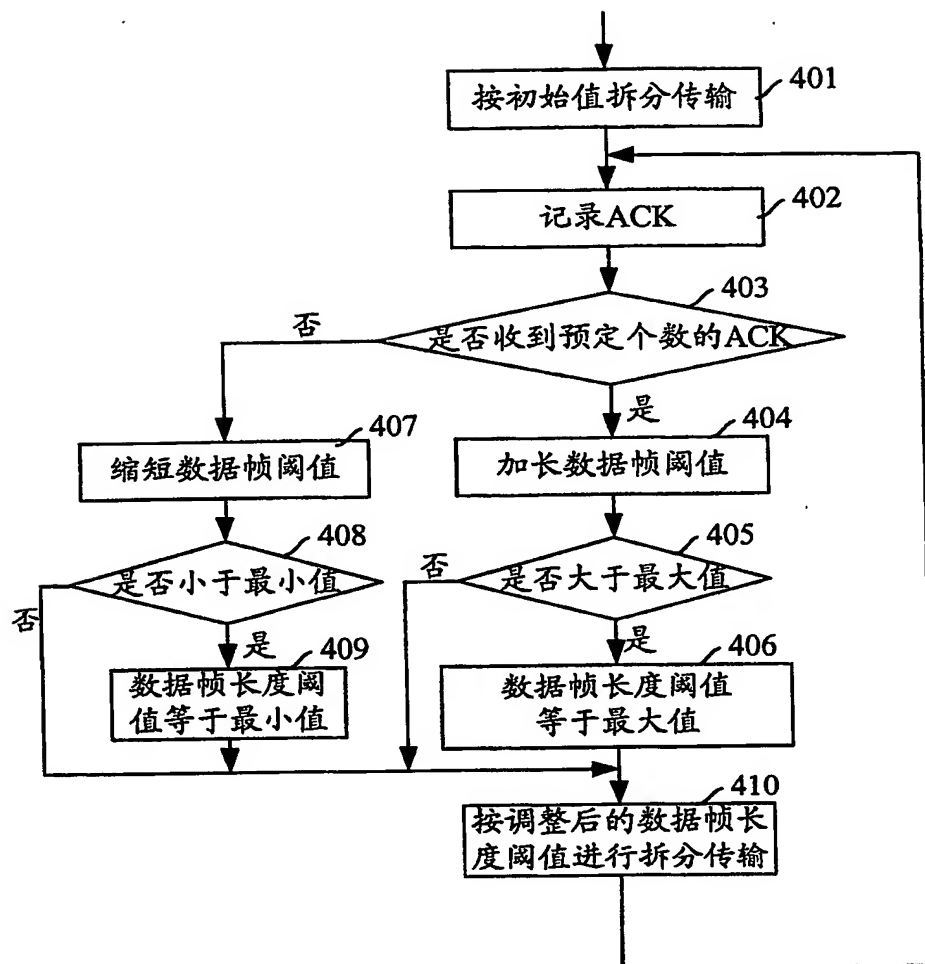 401
按初始值拆分传输
402
记录ACK
403
是否收到预定个数的ACK
否
是
407
缩短数据帧阈值
404
加长数据帧阈值
408
是否小于最小值
否
405
是否大于最大值
否
是
409
数据帧长度阈
值等于最小值
是
406
数据帧长度阈值
等于最大值
410
按调整后的数据帧长
度阈值进行拆分传输